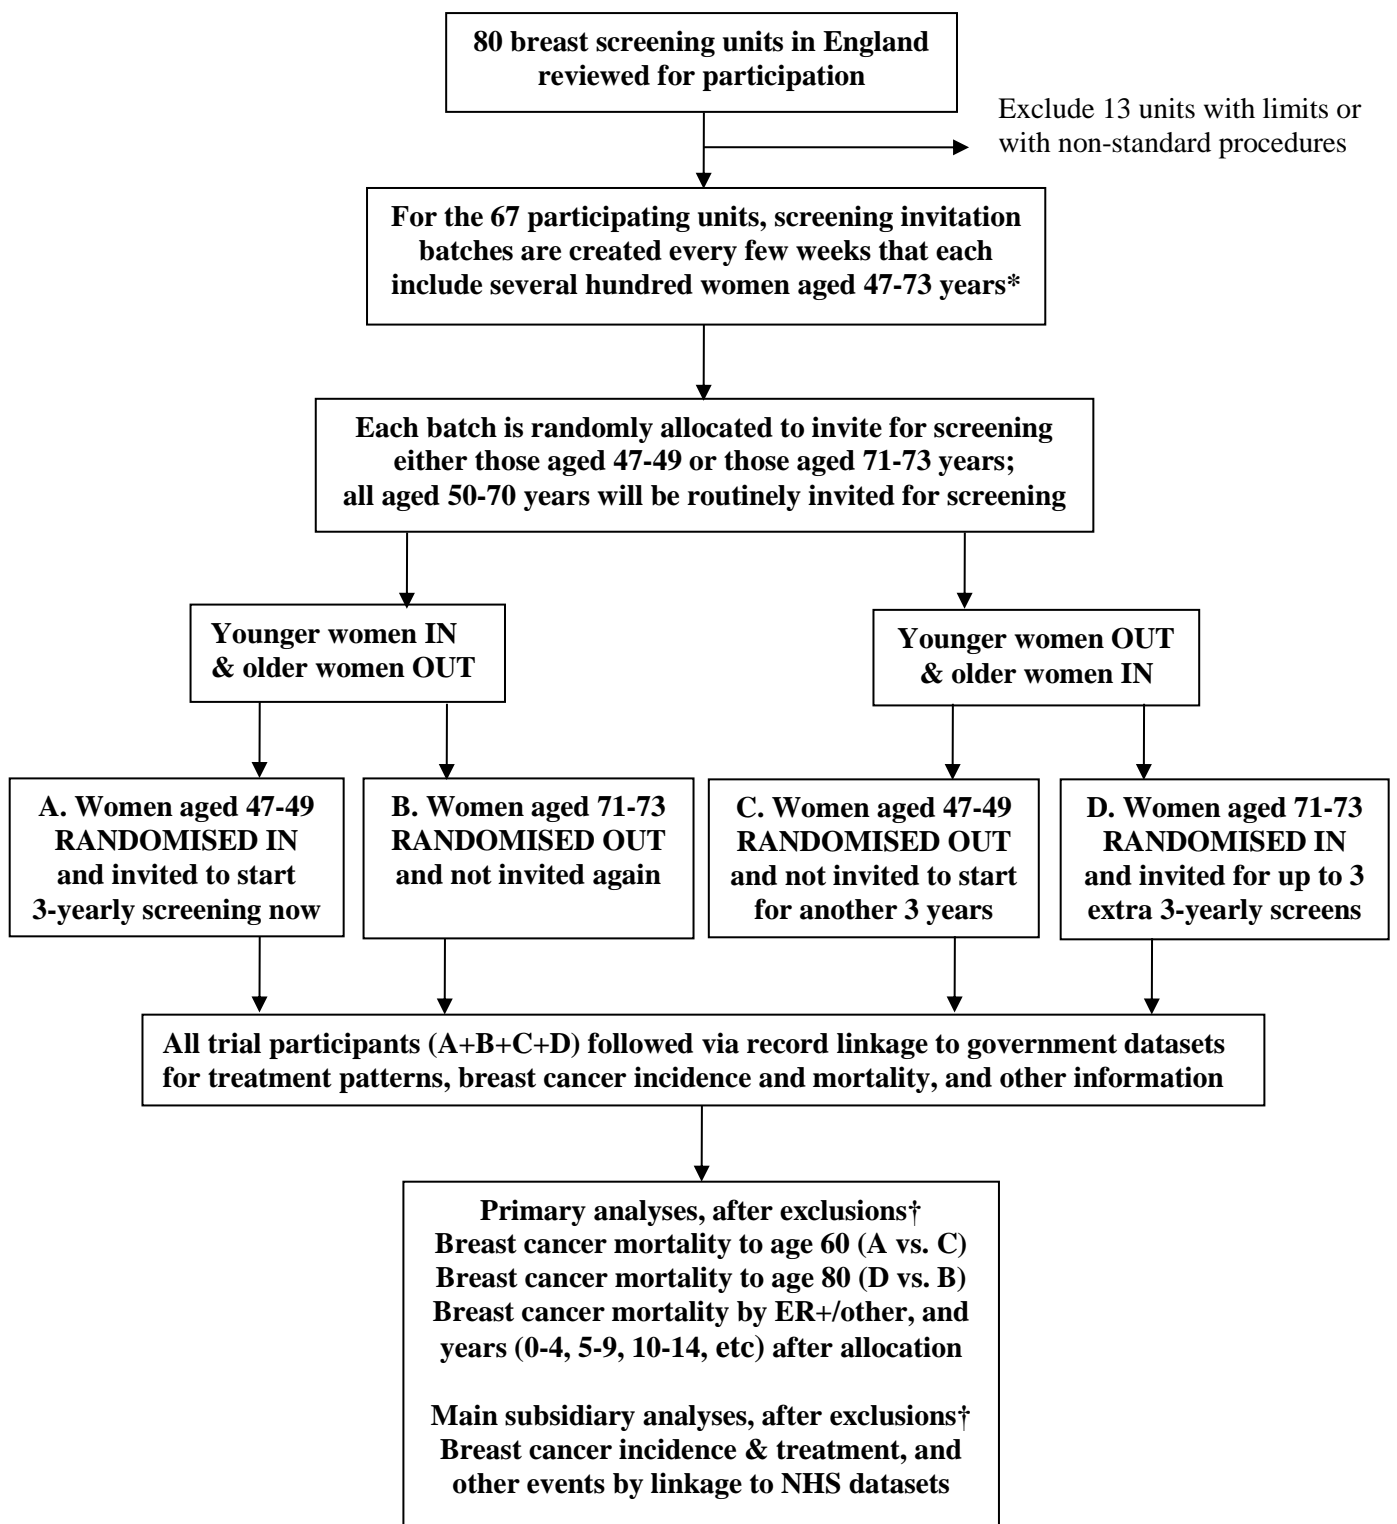 80 breast screening units in England
reviewed for participation
Exclude 13 units with limits or
with non-standard procedures
For the 67 participating units, screening invitation
batches are created every few weeks that each
include several hundred women aged 47-73 years*
Each batch is randomly allocated to invite for screening
either those aged 47-49 or those aged 71-73 years;
all aged 50-70 years will be routinely invited for screening
Younger women IN
& older women OUT
Younger women OUT
& older women IN
A. Women aged 47-49
RANDOMISED IN
and invited to start
3-yearly screening now
B. Women aged 71-73
RANDOMISED OUT
and not invited again
C. Women aged 47-49
RANDOMISED OUT
and not invited to start
for another 3 years
D. Women aged 71-73
RANDOMISED IN
and invited for up to 3
extra 3-yearly screens
All trial participants (A+B+C+D) followed via record linkage to government datasets
for treatment patterns, breast cancer incidence and mortality, and other information
Primary analyses, after exclusions†
Breast cancer mortality to age 60 (A vs. C)
Breast cancer mortality to age 80 (D vs. B)
Breast cancer mortality by ER+/other, and
years (0-4, 5-9, 10-14, etc) after allocation
Main subsidiary analyses, after exclusions†
Breast cancer incidence & treatment, and
other events by linkage to NHS datasets